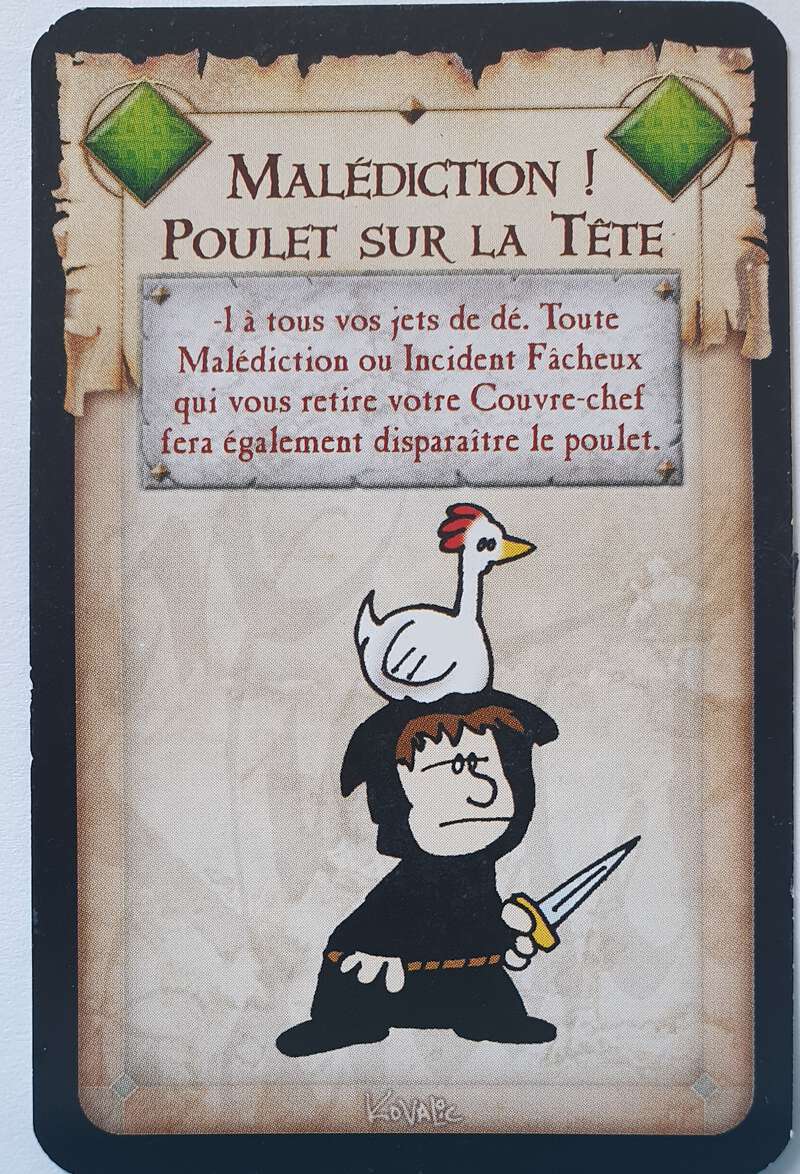 Malédiction !
Poulet sur la Tête
-1 à tous vos jets de dé. Toute
Malédiction ou Incident Fâcheux
qui vous retire votre Couvre-chef
fera également disparaître le poulet.
Kovalic